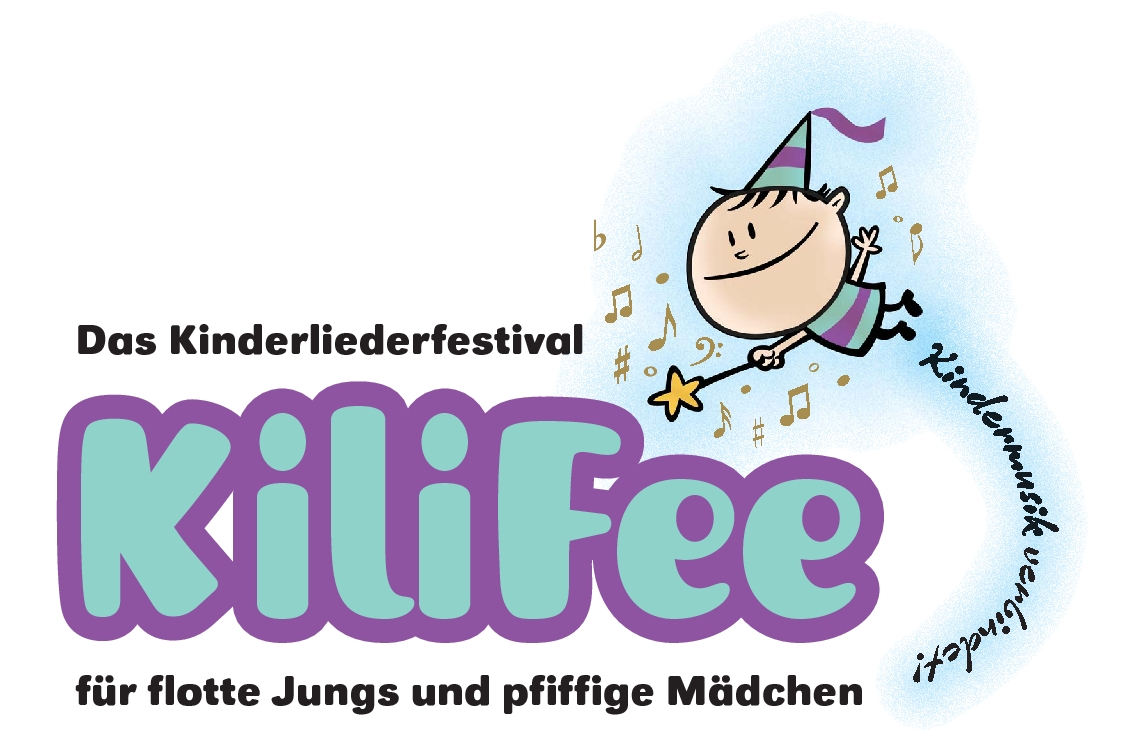 Das Kinderliederfestival
KiliFee
für flotte Jungs und pfiffige Mädchen
Kindermusik verbindet!